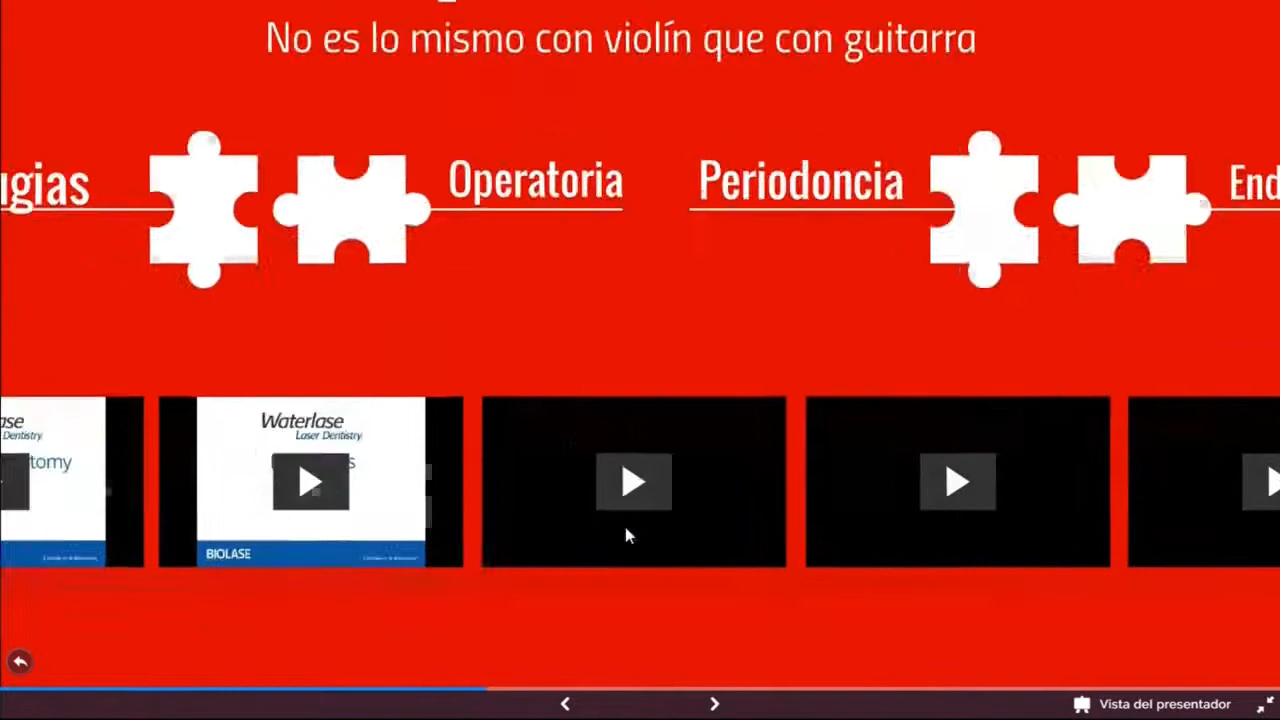 No es lo mismo con violín que con guitarra
ugias
Operatoria
Periodoncia
End
ase
Dentistry
tomy
Waterlase
Laser Dentistry
s
BIOLASE
Vista del presentador